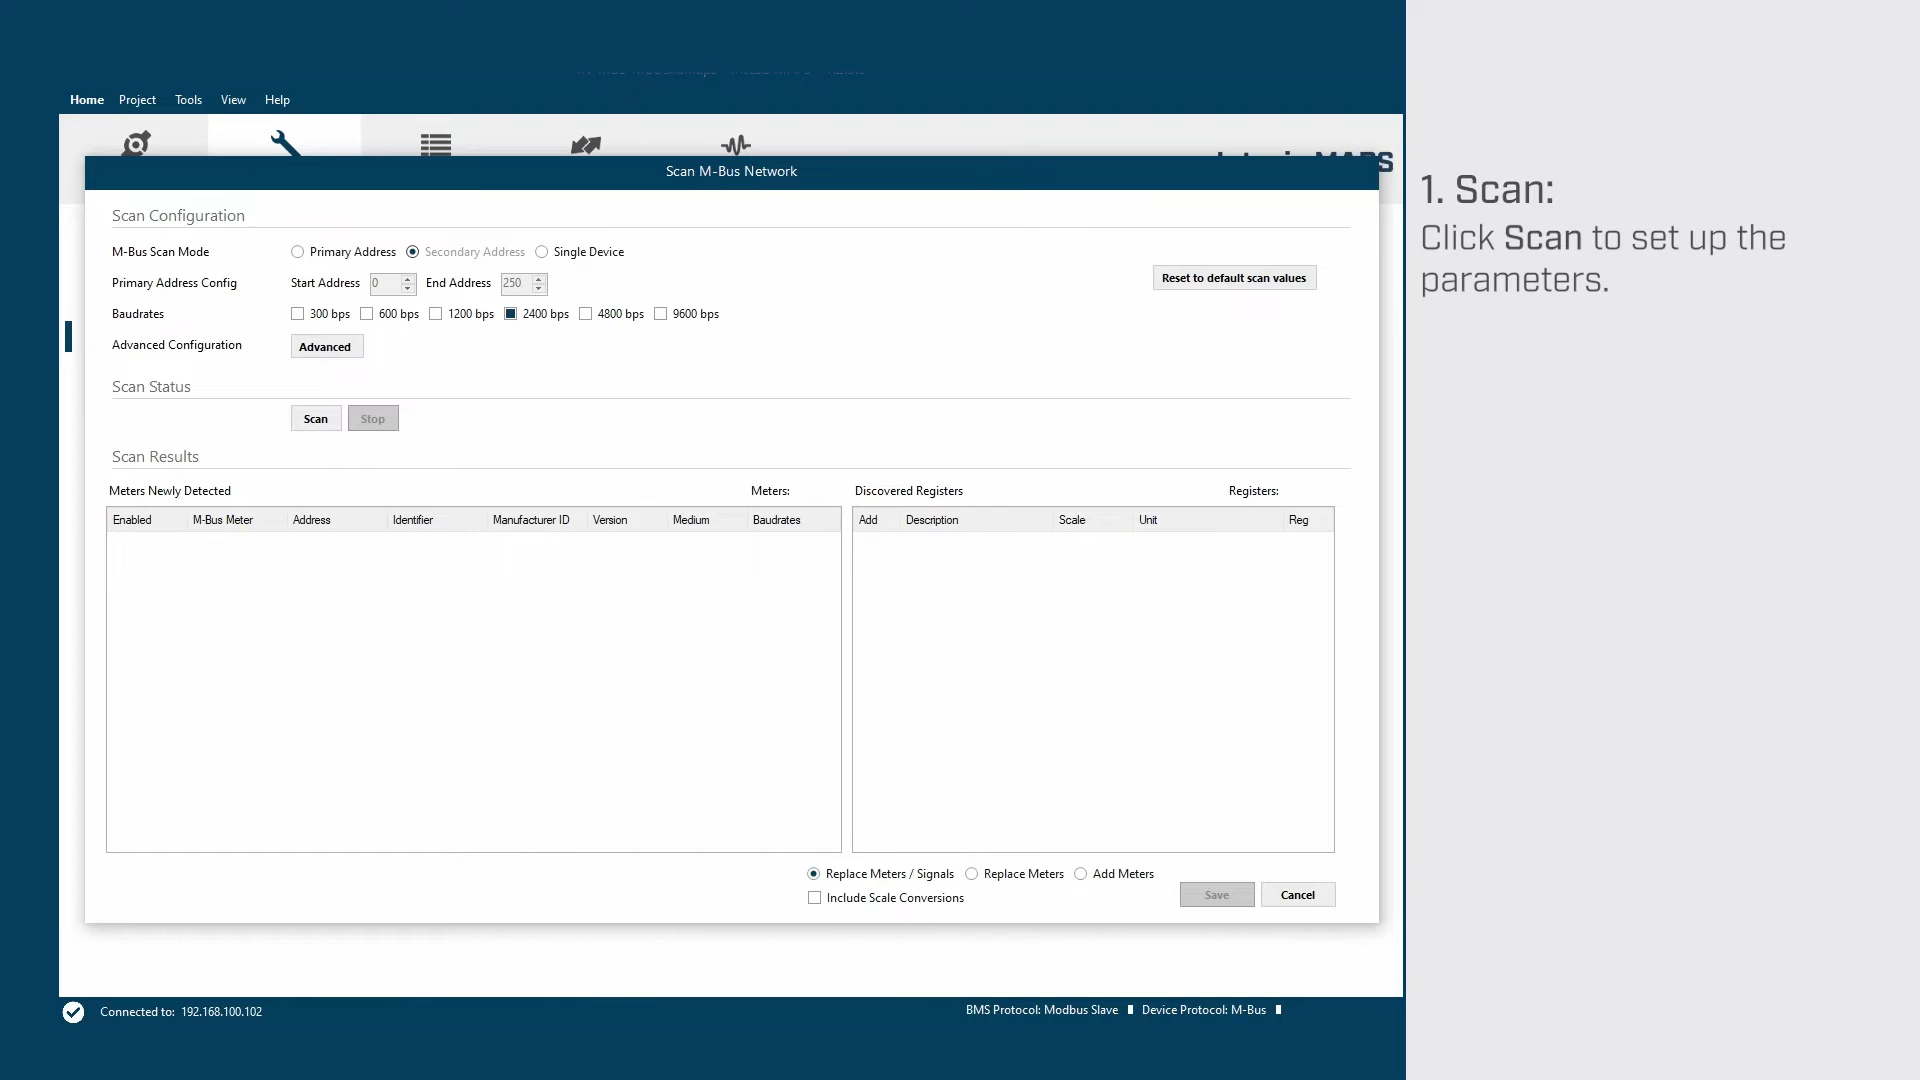 Home Project Tools View Help
Scan M-Bus Network
Scan Configuration
M-Bus Scan Mode Primary Address Secondary Address Single Device
Primary Address Config Start Address 0 End Address 250
Reset to default scan values
Baudrates 300 bps 600 bps 1200 bps 2400 bps 4800 bps 9600 bps
Advanced Configuration Advanced
Scan Status
Scan Stop
Scan Results
Meters Newly Detected Meters:
Enabled M-Bus Meter Address Identifier Manufacturer ID Version Medium Baudrates
Discovered Registers Registers:
Add Description Scale Unit Reg
Replace Meters / Signals Replace Meters Add Meters
Include Scale Conversions
Save Cancel
Connected to: 192.168.100.102
BMS Protocol: Modbus Slave Device Protocol: M-Bus
1. Scan:
Click Scan to set up the
parameters.